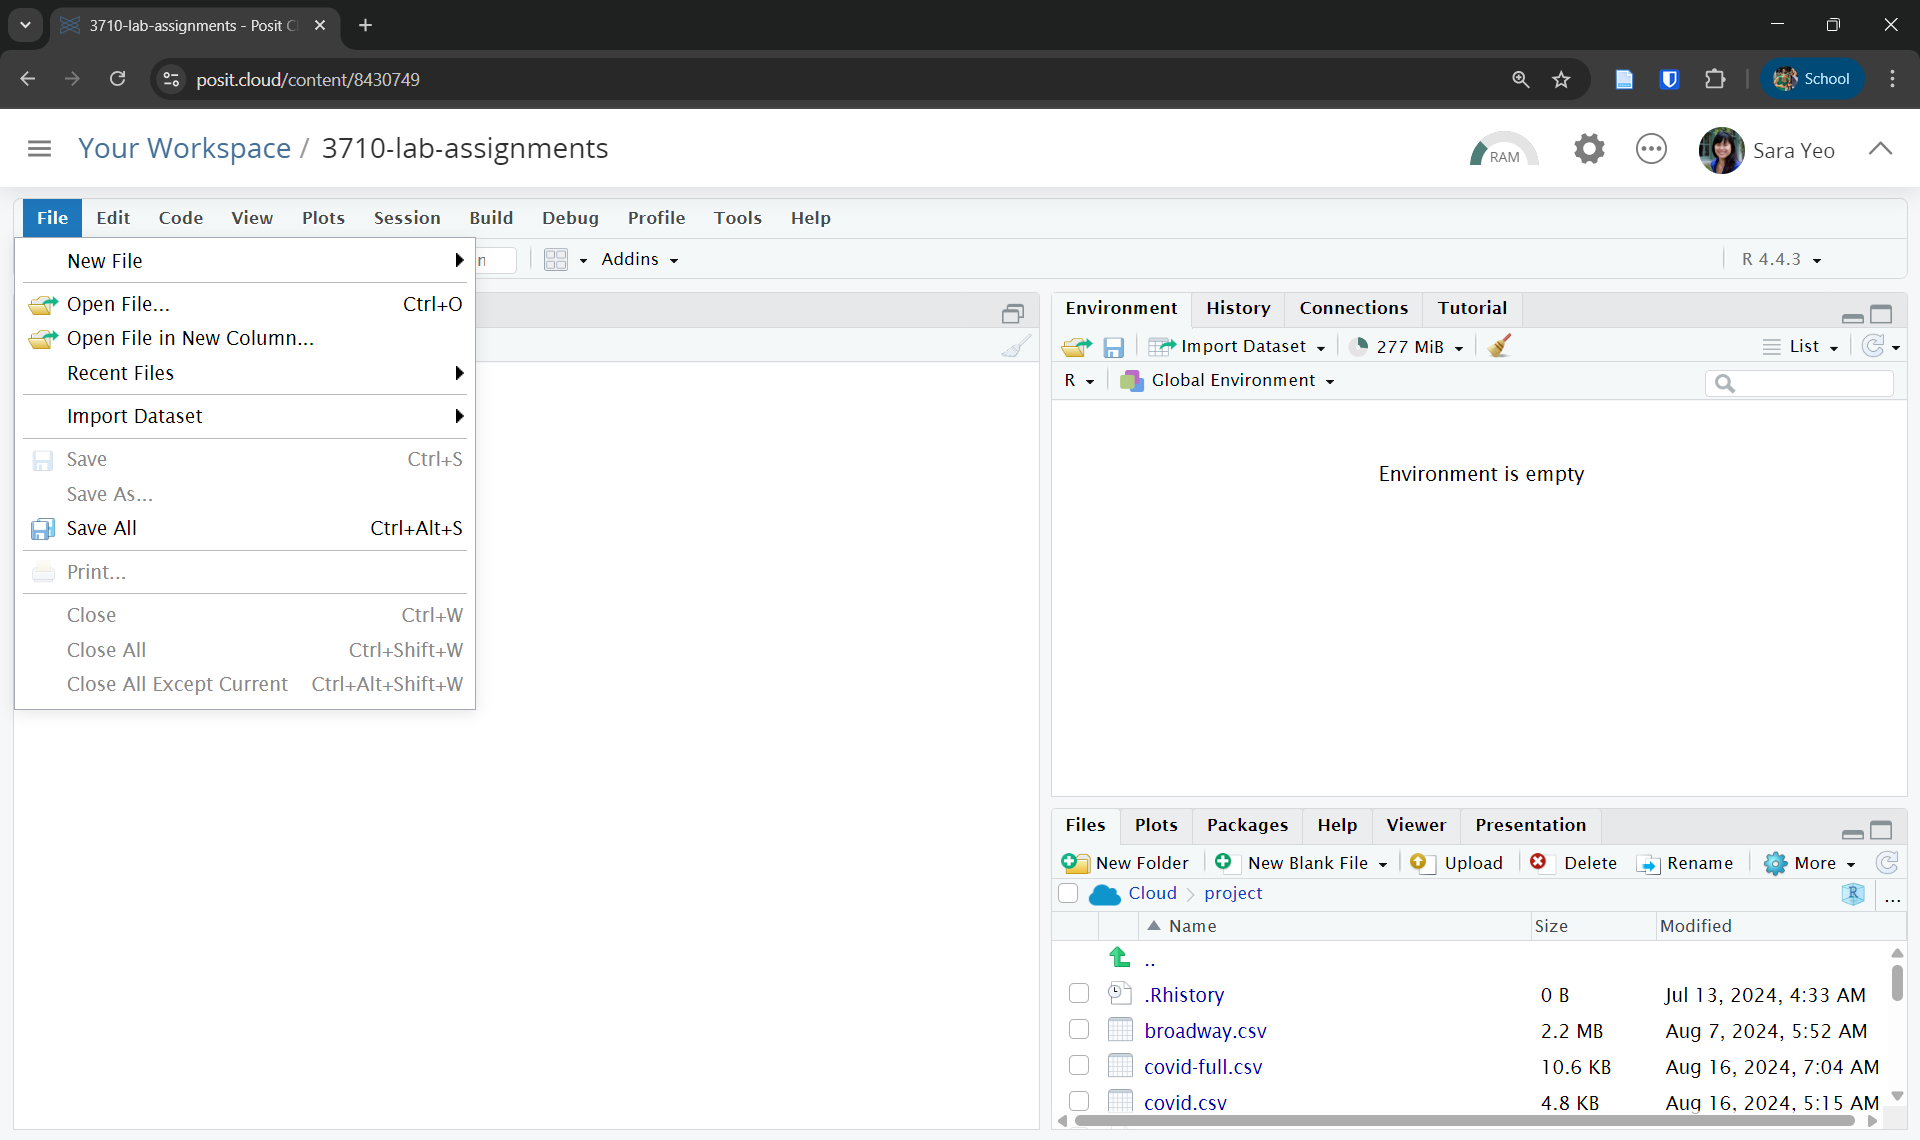 3710-lab-assignments - Posit Cl
posit.cloud/content/8430749
School
Your Workspace / 3710-lab-assignments
RAM
Sara Yeo
File Edit Code View Plots Session Build Debug Profile Tools Help
Addins
R 4.4.3
New File
Open File... Ctrl+O
Open File in New Column...
Recent Files
Import Dataset
Save Ctrl+S
Save As...
Save All Ctrl+Alt+S
Print...
Close Ctrl+W
Close All Ctrl+Shift+W
Close All Except Current Ctrl+Alt+Shift+W
Environment History Connections Tutorial
Import Dataset 277 MiB List
R Global Environment
Environment is empty
Files Plots Packages Help Viewer Presentation
New Folder New Blank File Upload Delete Rename More
Cloud project R ...
Name Size Modified
..
.Rhistory 0 B Jul 13, 2024, 4:33 AM
broadway.csv 2.2 MB Aug 7, 2024, 5:52 AM
covid-full.csv 10.6 KB Aug 16, 2024, 7:04 AM
covid.csv 4.8 KB Aug 16, 2024, 5:15 AM